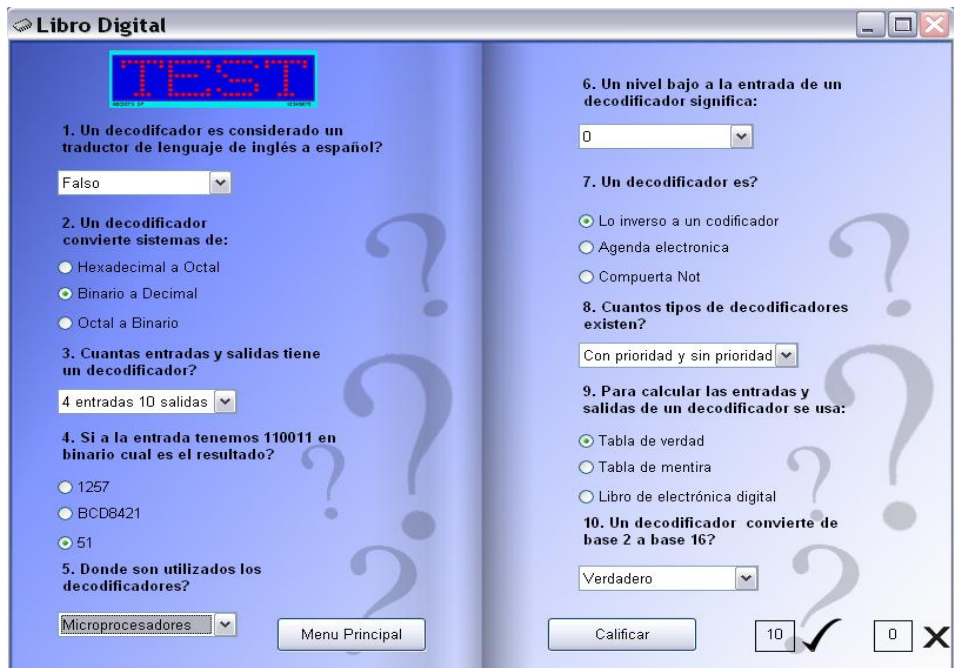 Libro Digital
TEST
1. Un decodifcador es considerado un
traductor de lenguaje de inglés a español?
Falso
2. Un decodificador
convierte sistemas de:
Hexadecimal a Octal
Binario a Decimal
Octal a Binario
3. Cuantas entradas y salidas tiene
un decodificador?
4 entradas 10 salidas
4. Si a la entrada tenemos 110011 en
binario cual es el resultado?
1257
BCD8421
51
5. Donde son utilizados los
decodificadores?
Microprocesadores
Menu Principal
6. Un nivel bajo a la entrada de un
decodificador significa:
0
7. Un decodificador es?
Lo inverso a un codificador
Agenda electronica
Compuerta Not
8. Cuantos tipos de decodificadores
existen?
Con prioridad y sin prioridad
9. Para calcular las entradas y
salidas de un decodificador se usa:
Tabla de verdad
Tabla de mentira
Libro de electrónica digital
10. Un decodificador convierte de
base 2 a base 16?
Verdadero
Calificar
10
0